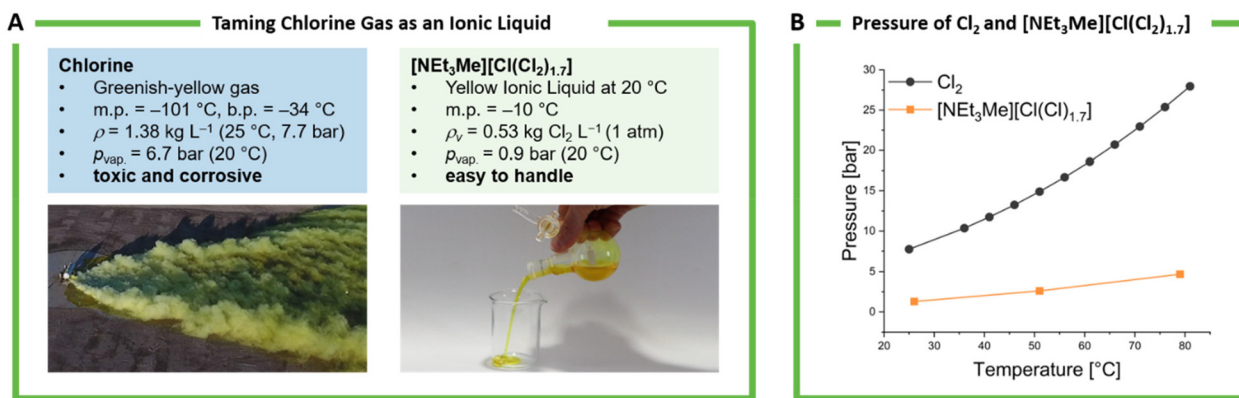 A Taming Chlorine Gas as an Ionic Liquid
Chlorine
• Greenish-yellow gas
• m.p. = –101 °C, b.p. = –34 °C
• ρ = 1.38 kg L⁻¹ (25 °C, 7.7 bar)
• pvap. = 6.7 bar (20 °C)
• toxic and corrosive
[NEt₃Me][Cl(Cl₂)₁.₇]
• Yellow Ionic Liquid at 20 °C
• m.p. = –10 °C
• ρᵥ = 0.53 kg Cl₂ L⁻¹ (1 atm)
• pvap. = 0.9 bar (20 °C)
• easy to handle
B Pressure of Cl₂ and [NEt₃Me][Cl(Cl₂)₁.₇]
Cl₂
[NEt₃Me][Cl(Cl)₁.₇]
Pressure [bar]
30
25
20
15
10
5
0
20 30 40 50 60 70 80
Temperature [°C]